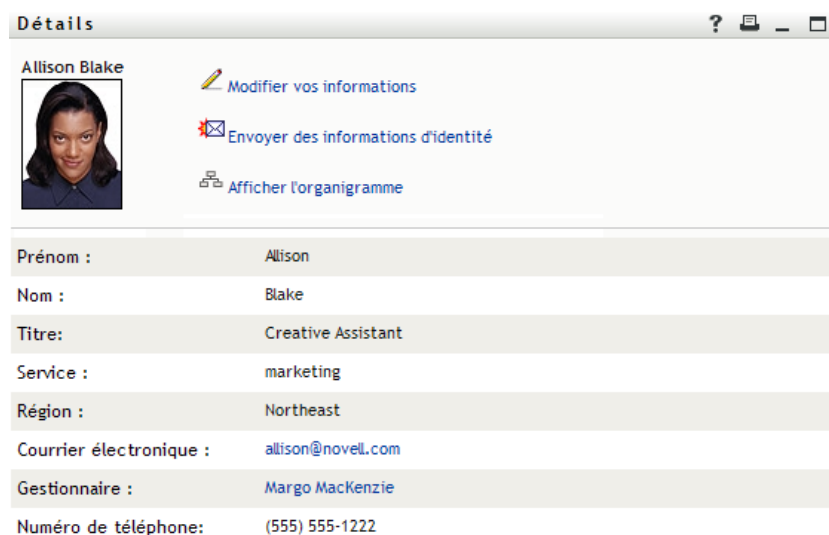 Détails
?
Allison Blake
Modifier vos informations
Envoyer des informations d'identité
Afficher l'organigramme
Prénom : Allison
Nom : Blake
Titre: Creative Assistant
Service : marketing
Région : Northeast
Courrier électronique : allison@novell.com
Gestionnaire : Margo MacKenzie
Numéro de téléphone: (555) 555-1222